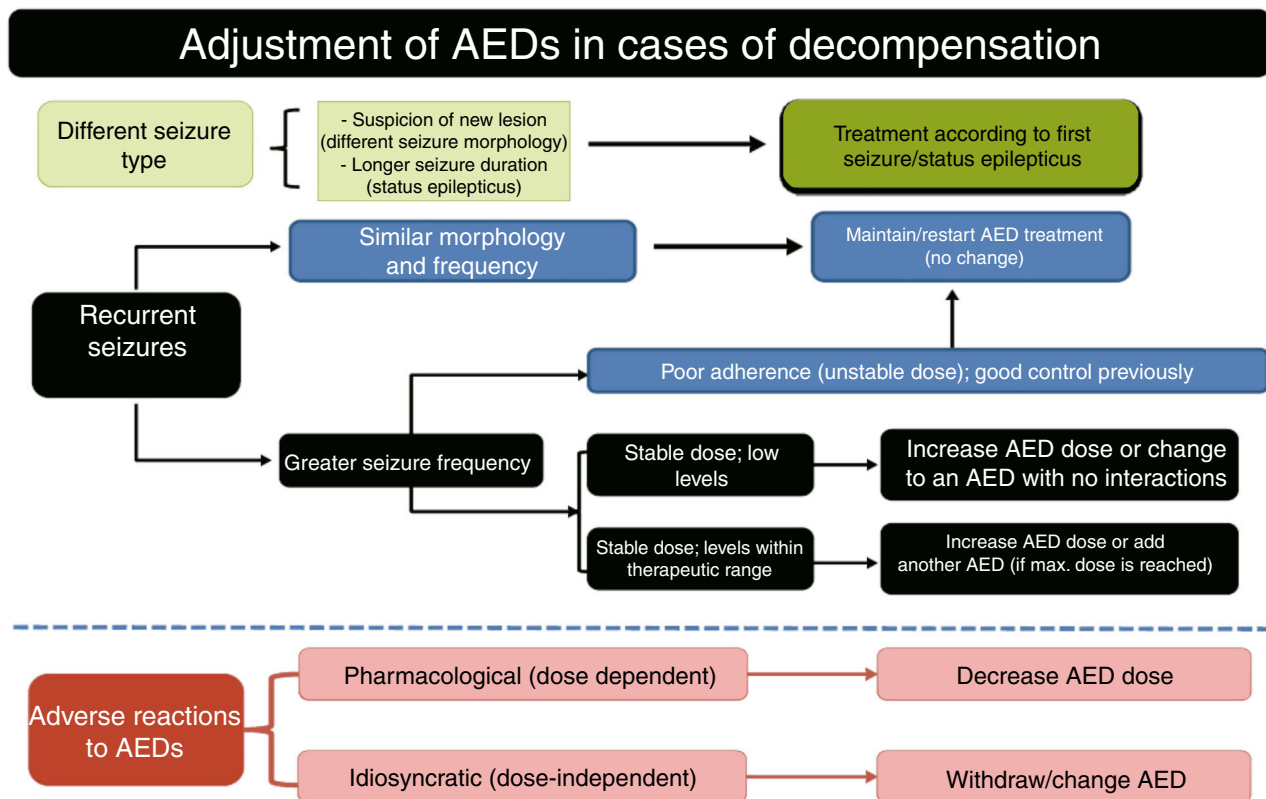 Adjustment of AEDs in cases of decompensation
Different seizure
type
- Suspicion of new lesion
(different seizure morphology)
- Longer seizure duration
(status epilepticus)
Treatment according to first
seizure/status epilepticus
Similar morphology
and frequency
Maintain/restart AED treatment
(no change)
Recurrent
seizures
Poor adherence (unstable dose); good control previously
Greater seizure frequency
Stable dose; low
levels
Increase AED dose or change
to an AED with no interactions
Stable dose; levels within
therapeutic range
Increase AED dose or add
another AED (if max. dose is reached)
Adverse reactions
to AEDs
Pharmacological (dose dependent)
Decrease AED dose
Idiosyncratic (dose-independent)
Withdraw/change AED